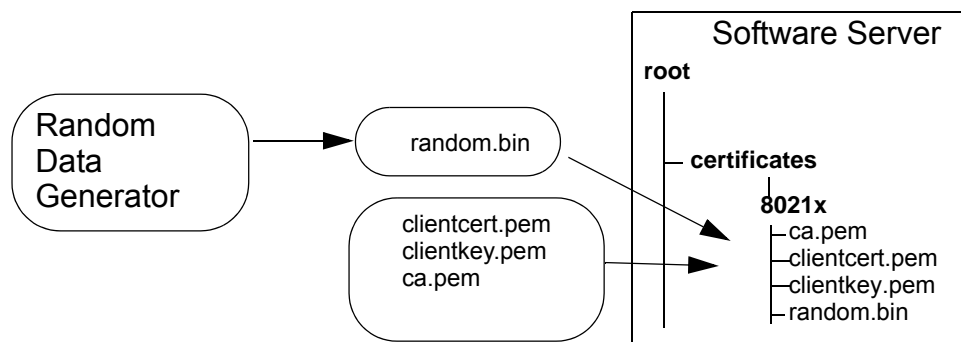 Software Server
root
Random
Data
Generator
random.bin
certificates
8021x
clientcert.pem
clientkey.pem
ca.pem
ca.pem
clientcert.pem
clientkey.pem
random.bin